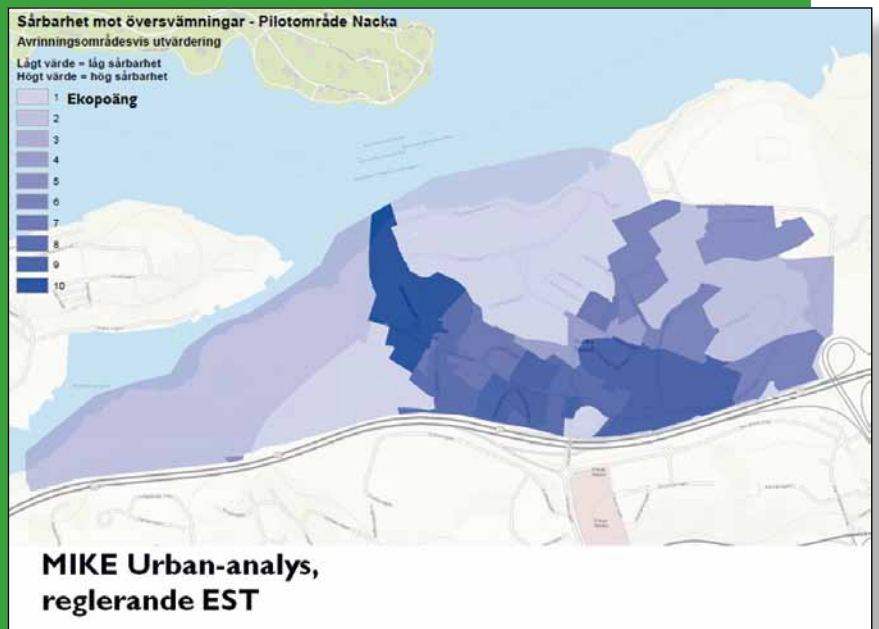 Sårbarhet mot översvämningar - Pilotområde Nacka
Avrinningsområdesvis utvärdering
Lågt värde = låg sårbarhet
Högt värde = hög sårbarhet
1 Ekopoäng
2
3
4
5
6
7
8
9
10
MIKE Urban-analys,
reglerande EST